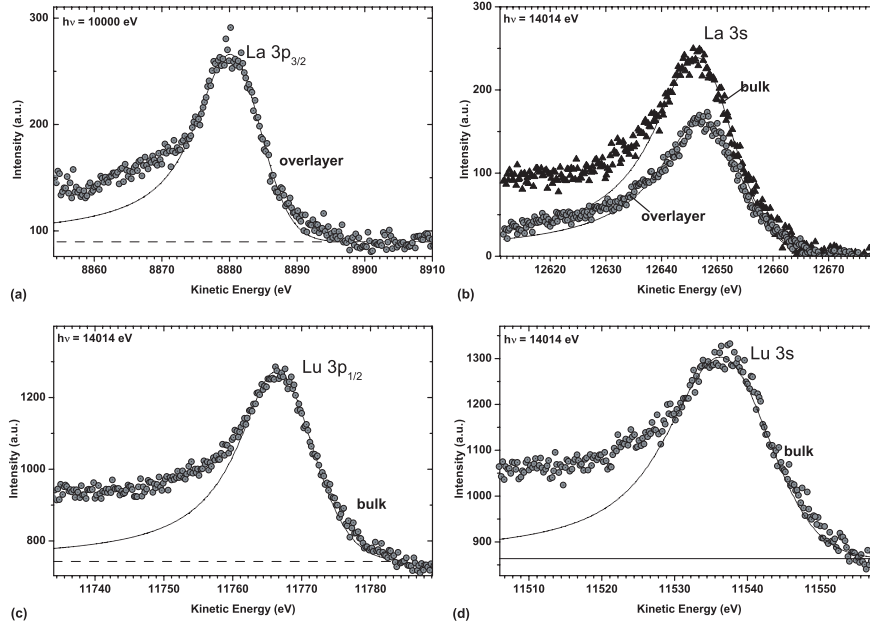 hν = 10000 eV
La 3p3/2
overlayer
300
200
100
Intensity (a.u.)
8860 8870 8880 8890 8900 8910
Kinetic Energy (eV
(a)
hν = 14014 eV
La 3s
bulk
overlayer
300
200
100
50
0
Intensity (a.u.)
12620 12630 12640 12650 12660 12670
Kinetic Energy (eV)
(b)
hν = 14014 eV
Lu 3p1/2
bulk
1200
1000
800
Intensity (a.u.)
11740 11750 11760 11770 11780
Kinetic Energy (eV)
(c)
hν = 14014 eV
Lu 3s
bulk
1300
1200
1100
1000
900
Intensity (a.u.)
11510 11520 11530 11540 11550
Kinetic Energy (eV)
(d)